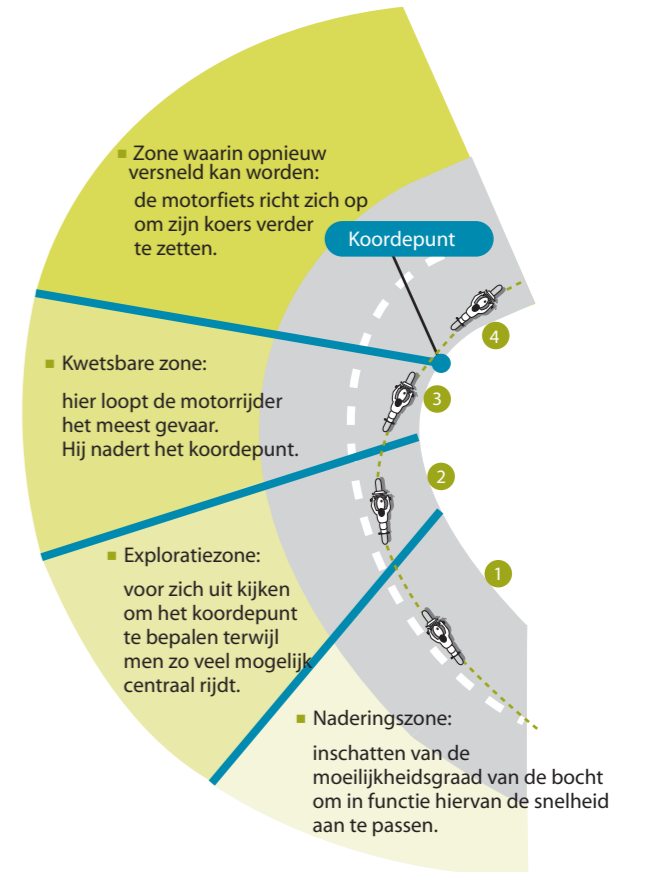 Zone waarin opnieuw
versneld kan worden:
de motorfiets richt zich op
om zijn koers verder
te zetten.
Koordepunt
4
Kwetsbare zone:
hier loopt de motorrijder
het meest gevaar.
Hij nadert het koordepunt.
3
2
Exploratiezone:
voor zich uit kijken
om het koordepunt
te bepalen terwijl
men zo veel mogelijk
centraal rijdt.
1
Naderingszone:
inschatten van de
moeilijkheidsgraad van de bocht
om in functie hiervan de snelheid
aan te passen.